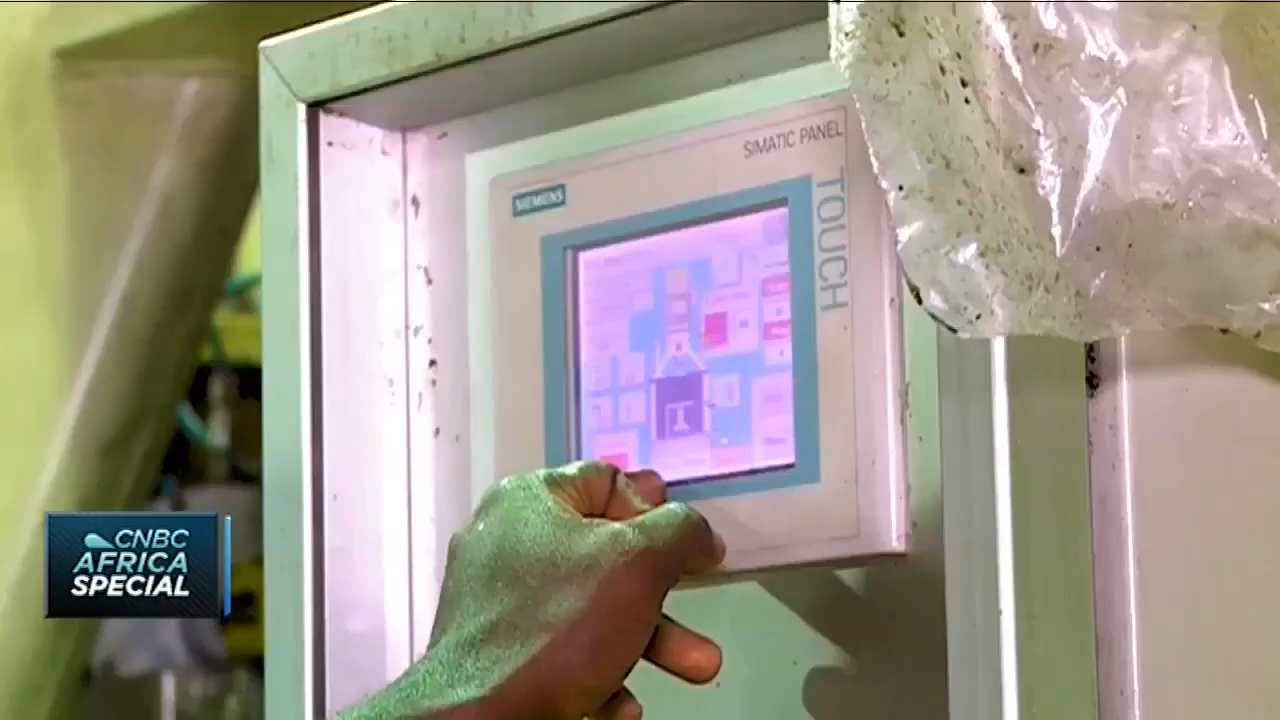 SIMATIC PANEL
SIEMENS
TOUCH
CNBC
AFRICA
SPECIAL